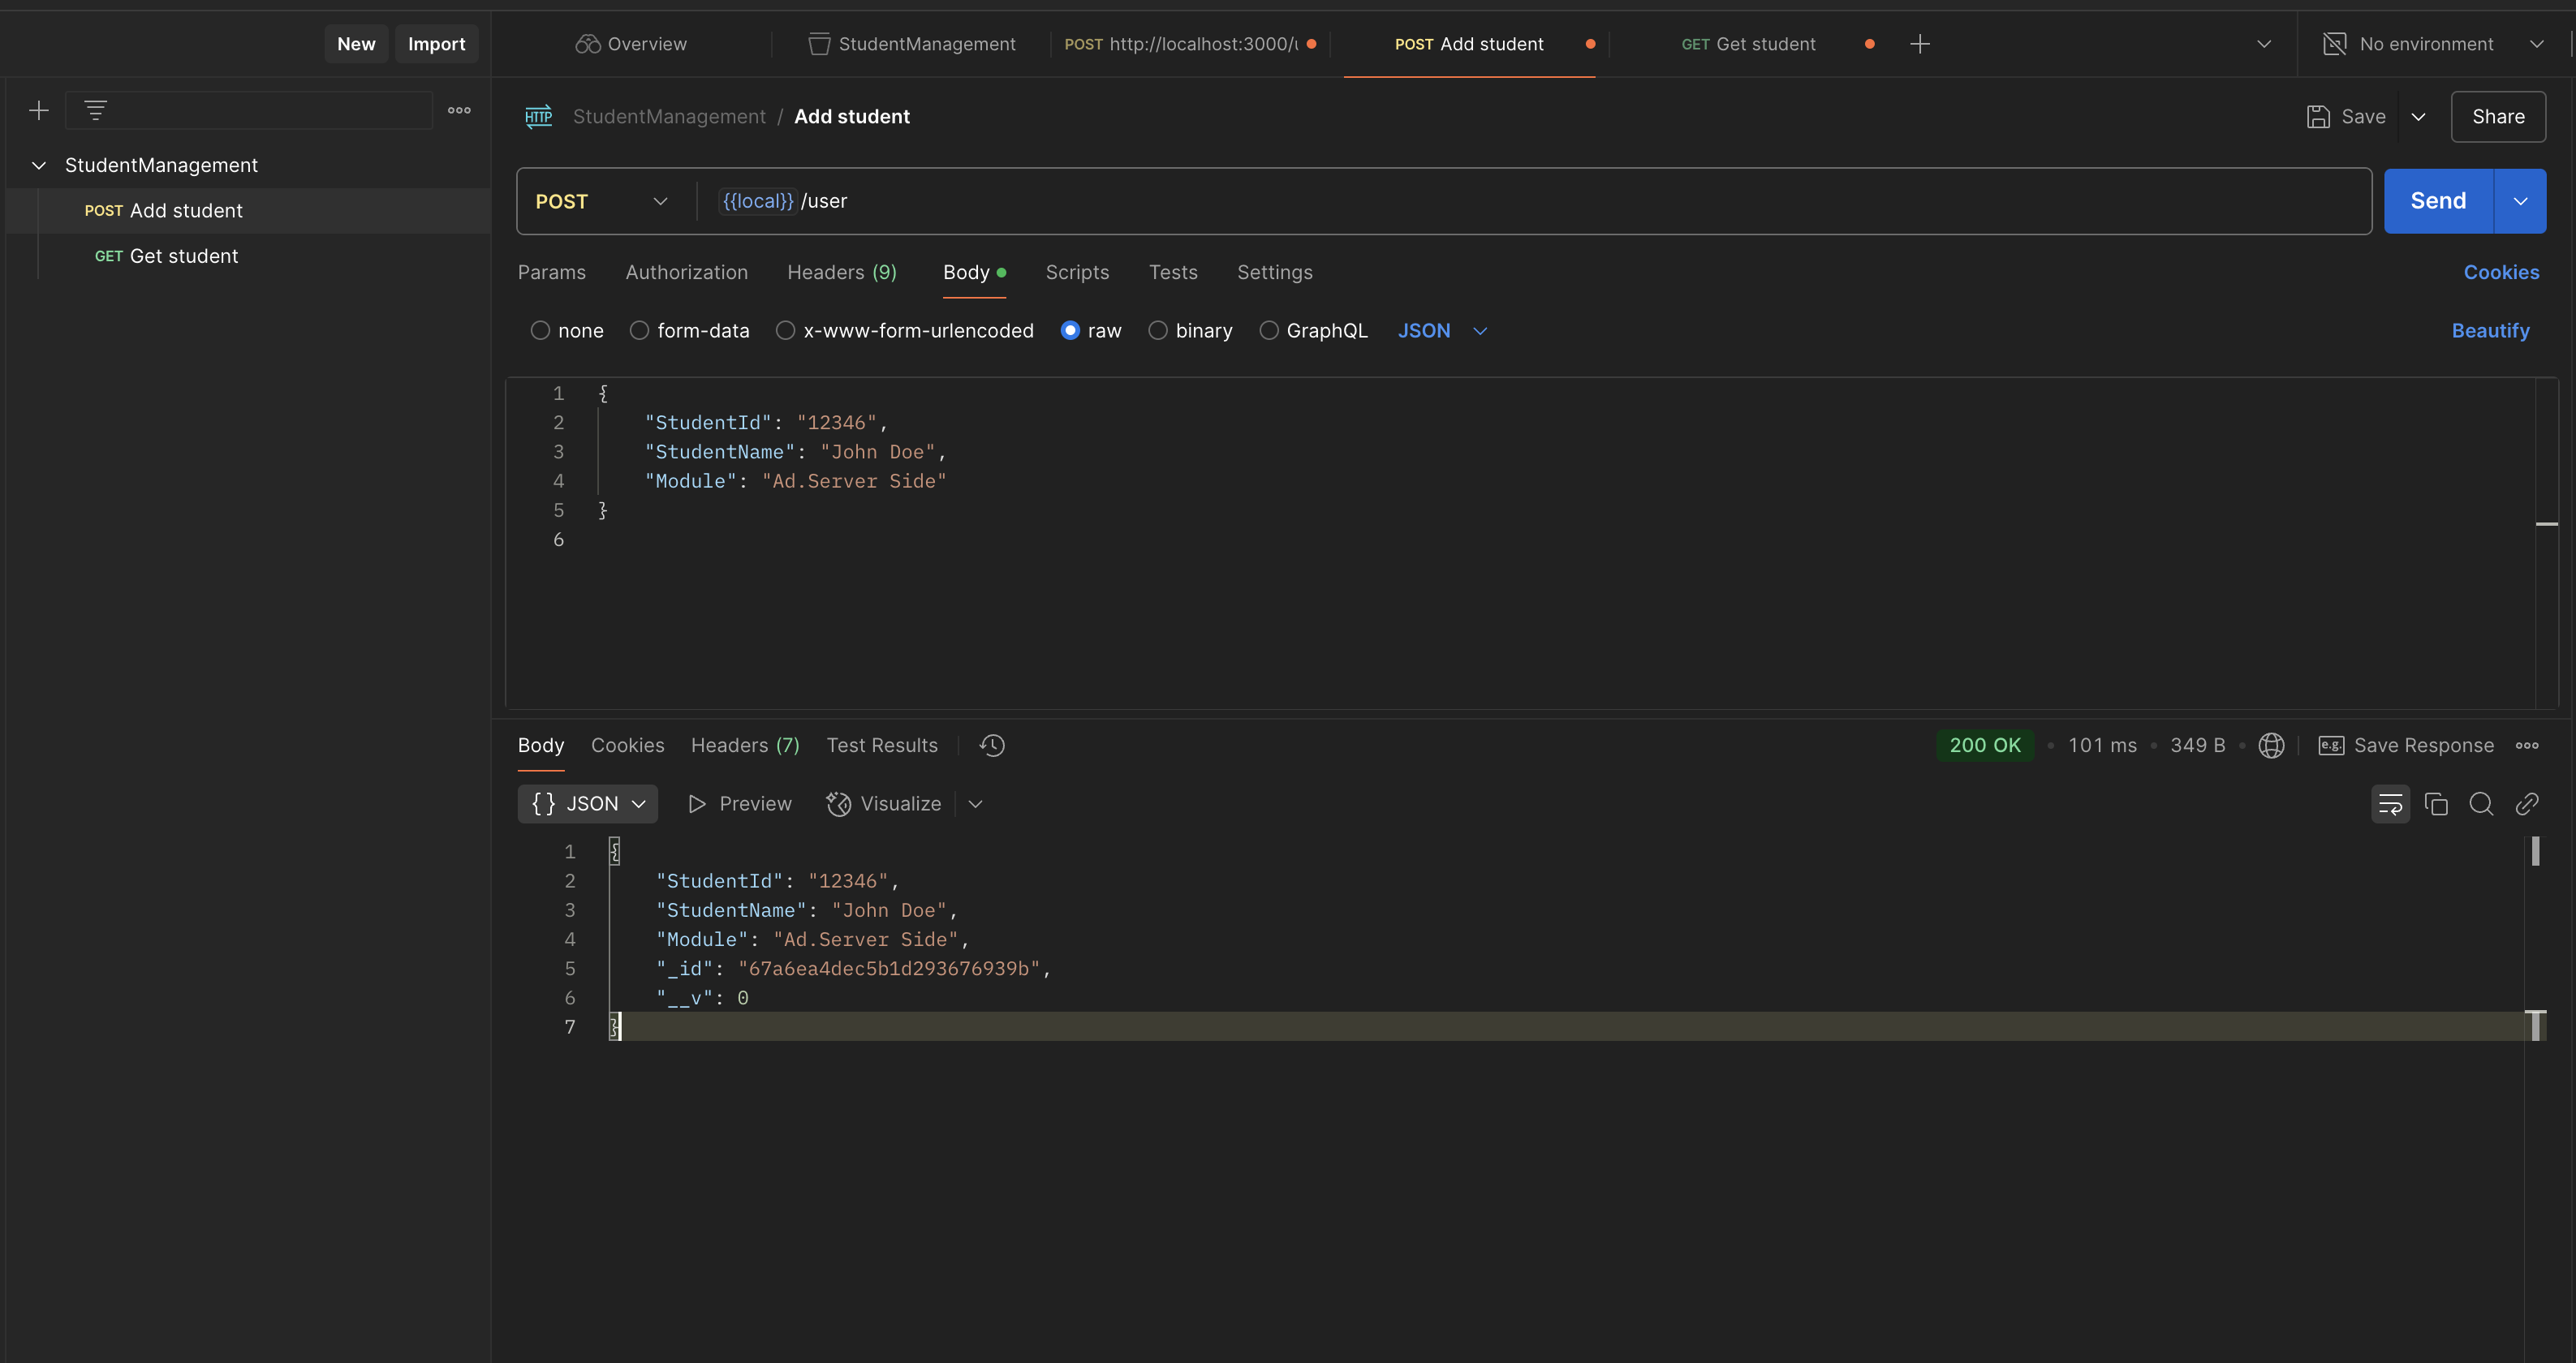 New Import
Overview StudentManagement POST http://localhost:3000/u POST Add student GET Get student No environment
StudentManagement
POST Add student
GET Get student
HTTP StudentManagement / Add student Save Share
POST {{local}} /user Send
Params Authorization Headers (9) Body Scripts Tests Settings Cookies
none form-data x-www-form-urlencoded raw binary GraphQL JSON Beautify
1 {
2 "StudentId": "12346",
3 "StudentName": "John Doe",
4 "Module": "Ad.Server Side"
5 }
6
Body Cookies Headers (7) Test Results 200 OK • 101 ms • 349 B • e.g. Save Response
{} JSON Preview Visualize
1 {
2 "StudentId": "12346",
3 "StudentName": "John Doe",
4 "Module": "Ad.Server Side",
5 "_id": "67a6ea4dec5b1d293676939b",
6 "__v": 0
7 }